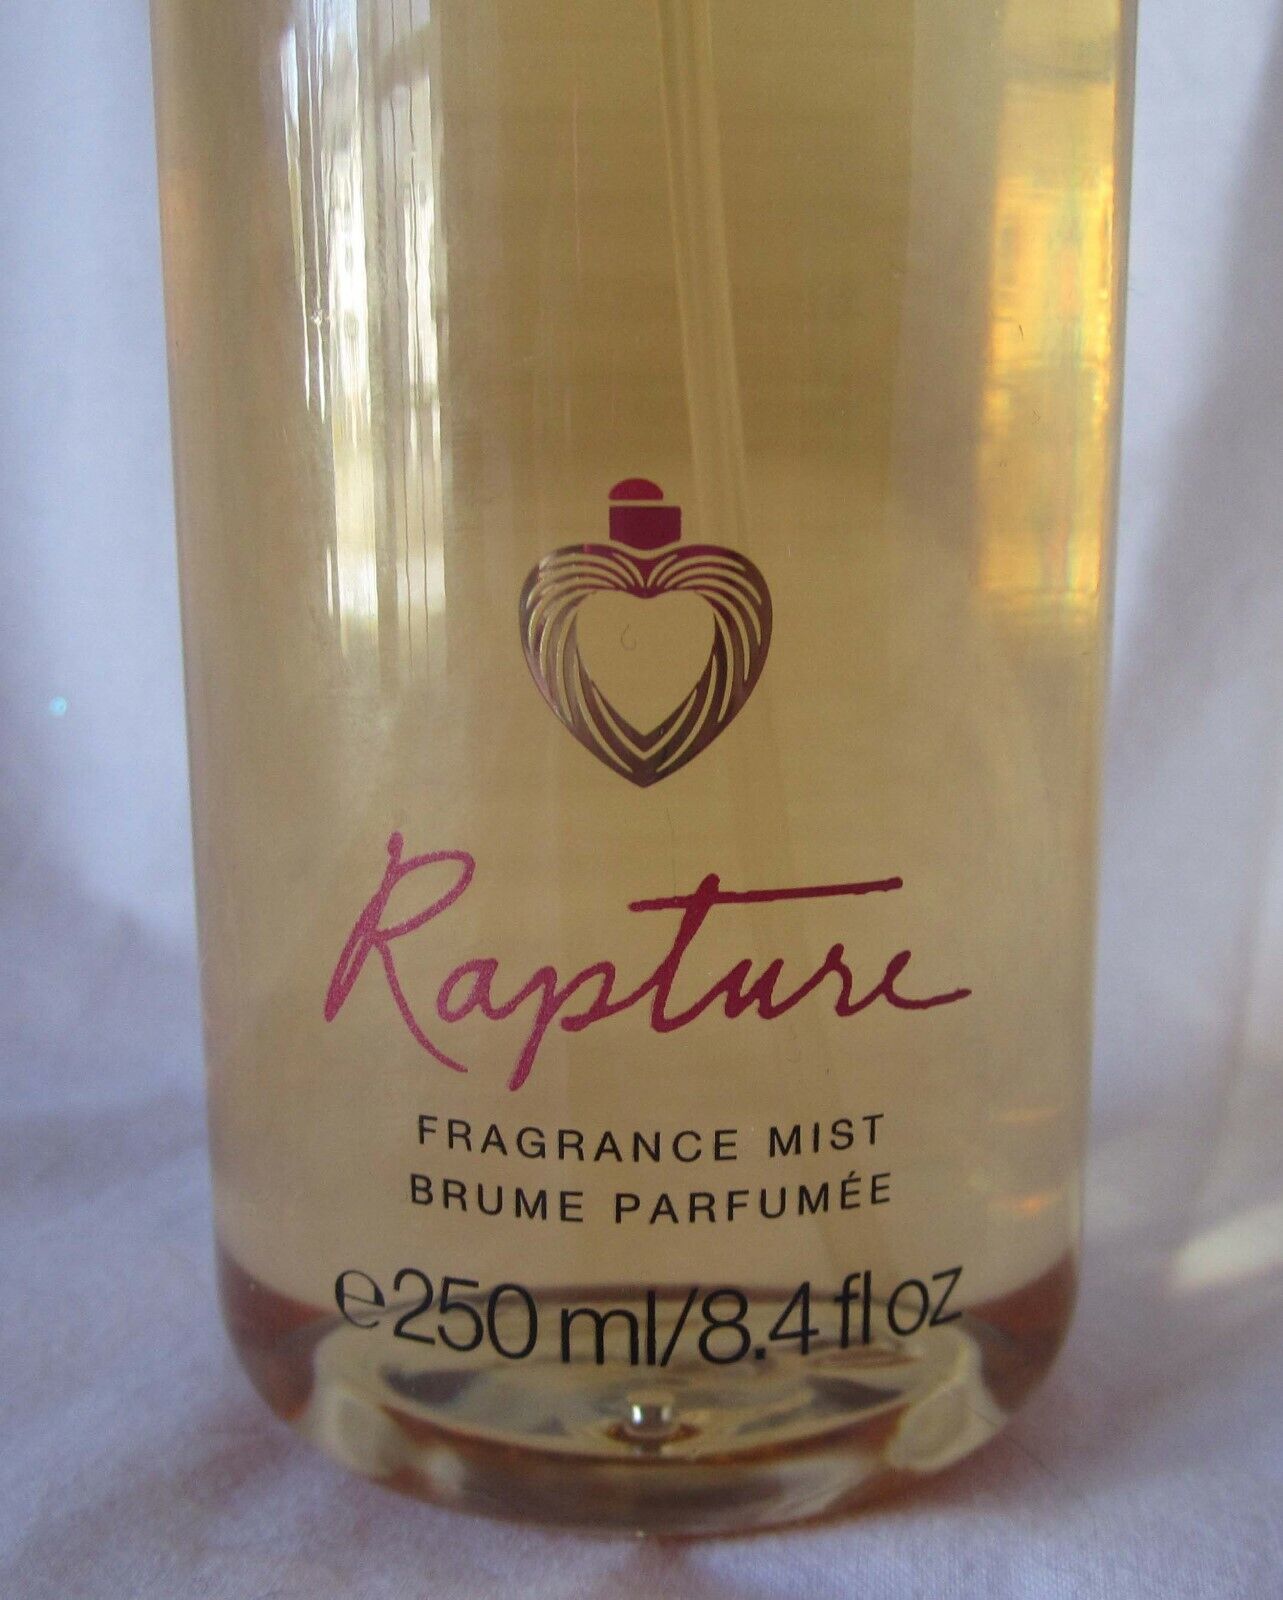 Rapture
FRAGRANCE MIST
BRUME PARFUMÉE
℮250 ml/8.4 fl oz